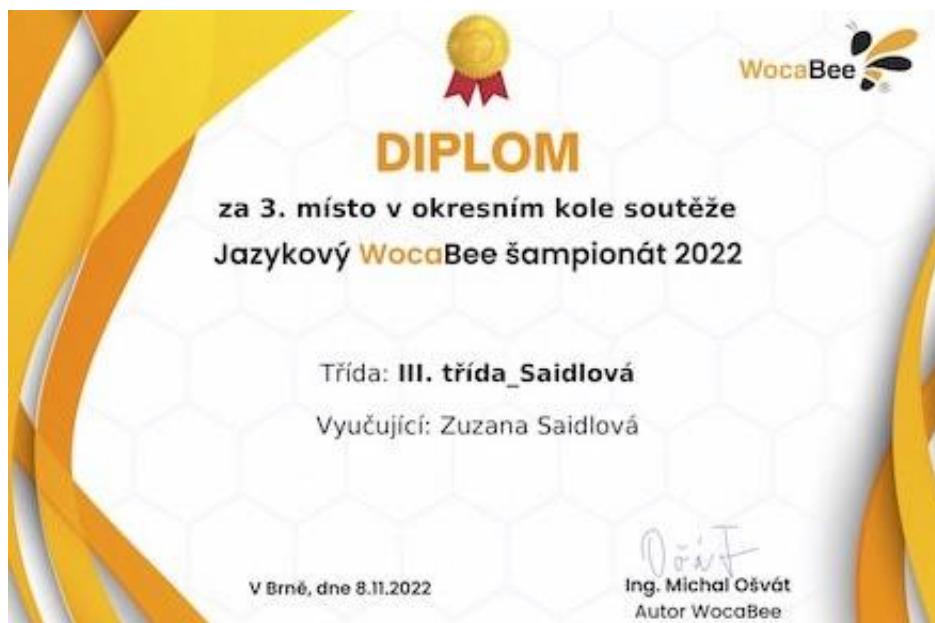 WocaBee
DIPLOM
za 3. místo v okresním kole soutěže
Jazykový WocaBee šampionát 2022
Třída: III. třída_Saidlová
Vyučující: Zuzana Saidlová
V Brně, dne 8.11.2022
Ing. Michal Ošvát
Autor WocaBee